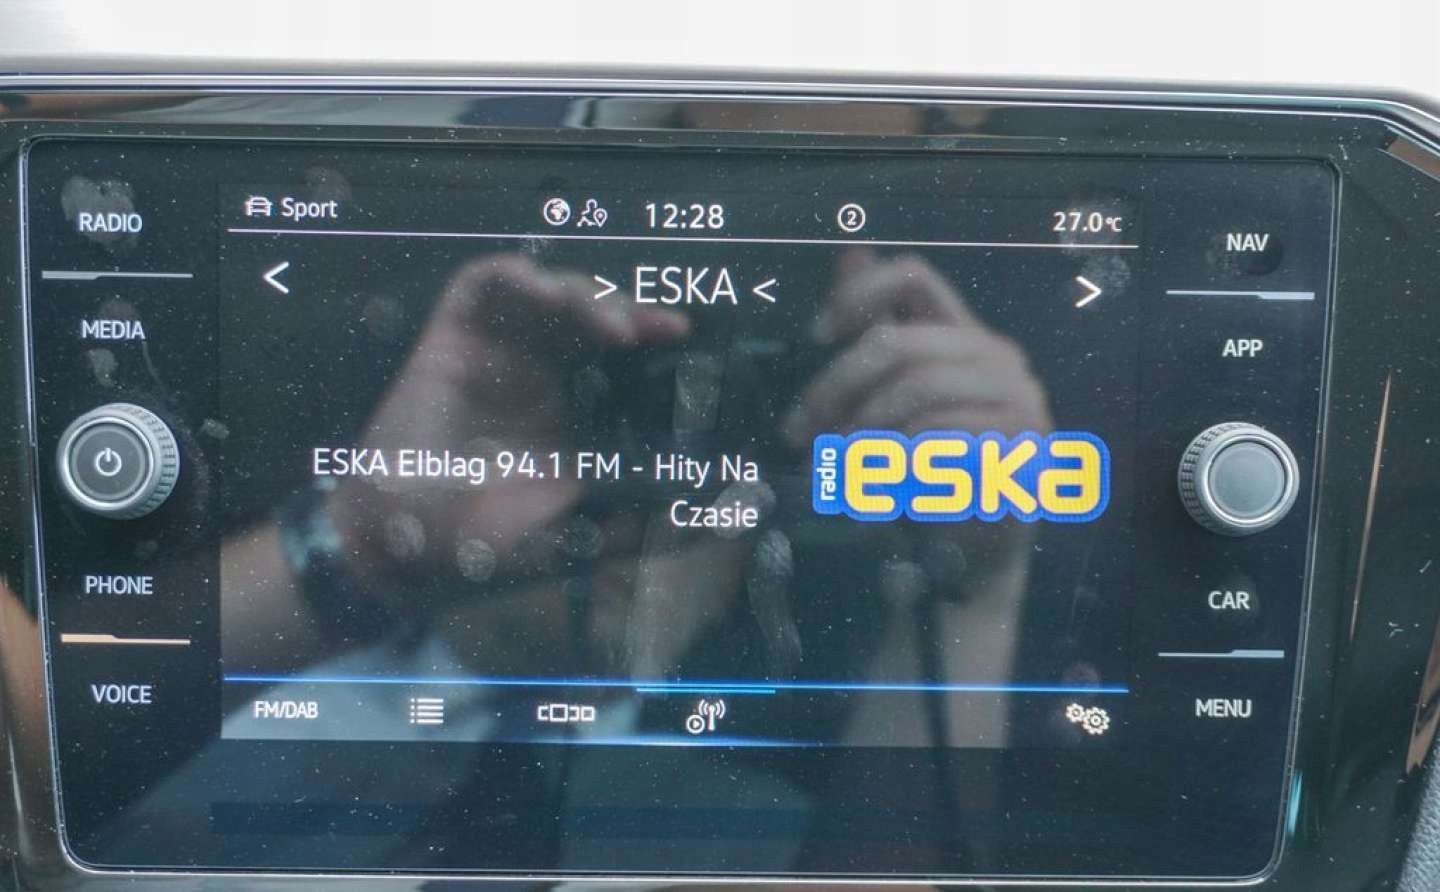 RADIO
MEDIA
PHONE
VOICE
Sport
12:28
2
27.0°C
< > ESKA < >
ESKA Elblag 94.1 FM - Hity Na
Czasie
radio eska
FM/DAB
NAV
APP
CAR
MENU